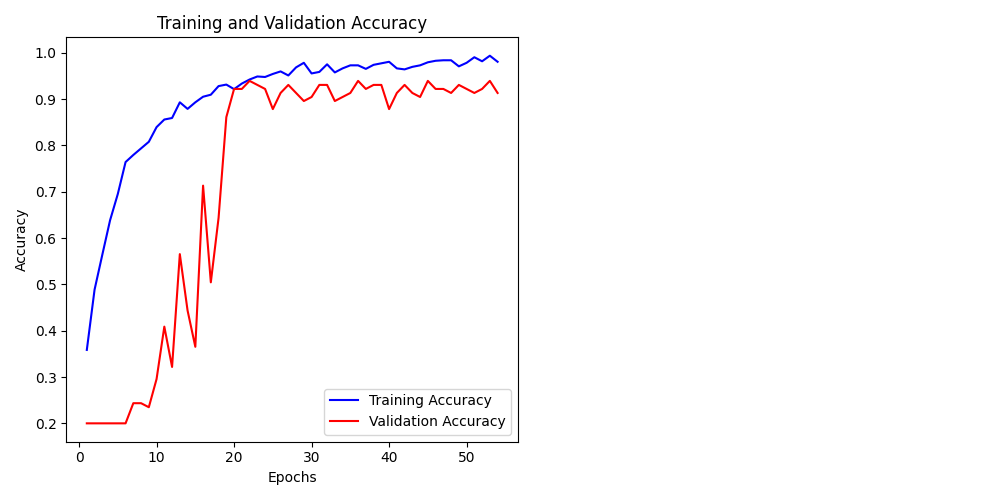 Training and Validation Accuracy
1.0
0.9
0.8
0.7
0.6
0.5
0.4
0.3
0.2
Accuracy
Training Accuracy
Validation Accuracy
0 10 20 30 40 50
Epochs